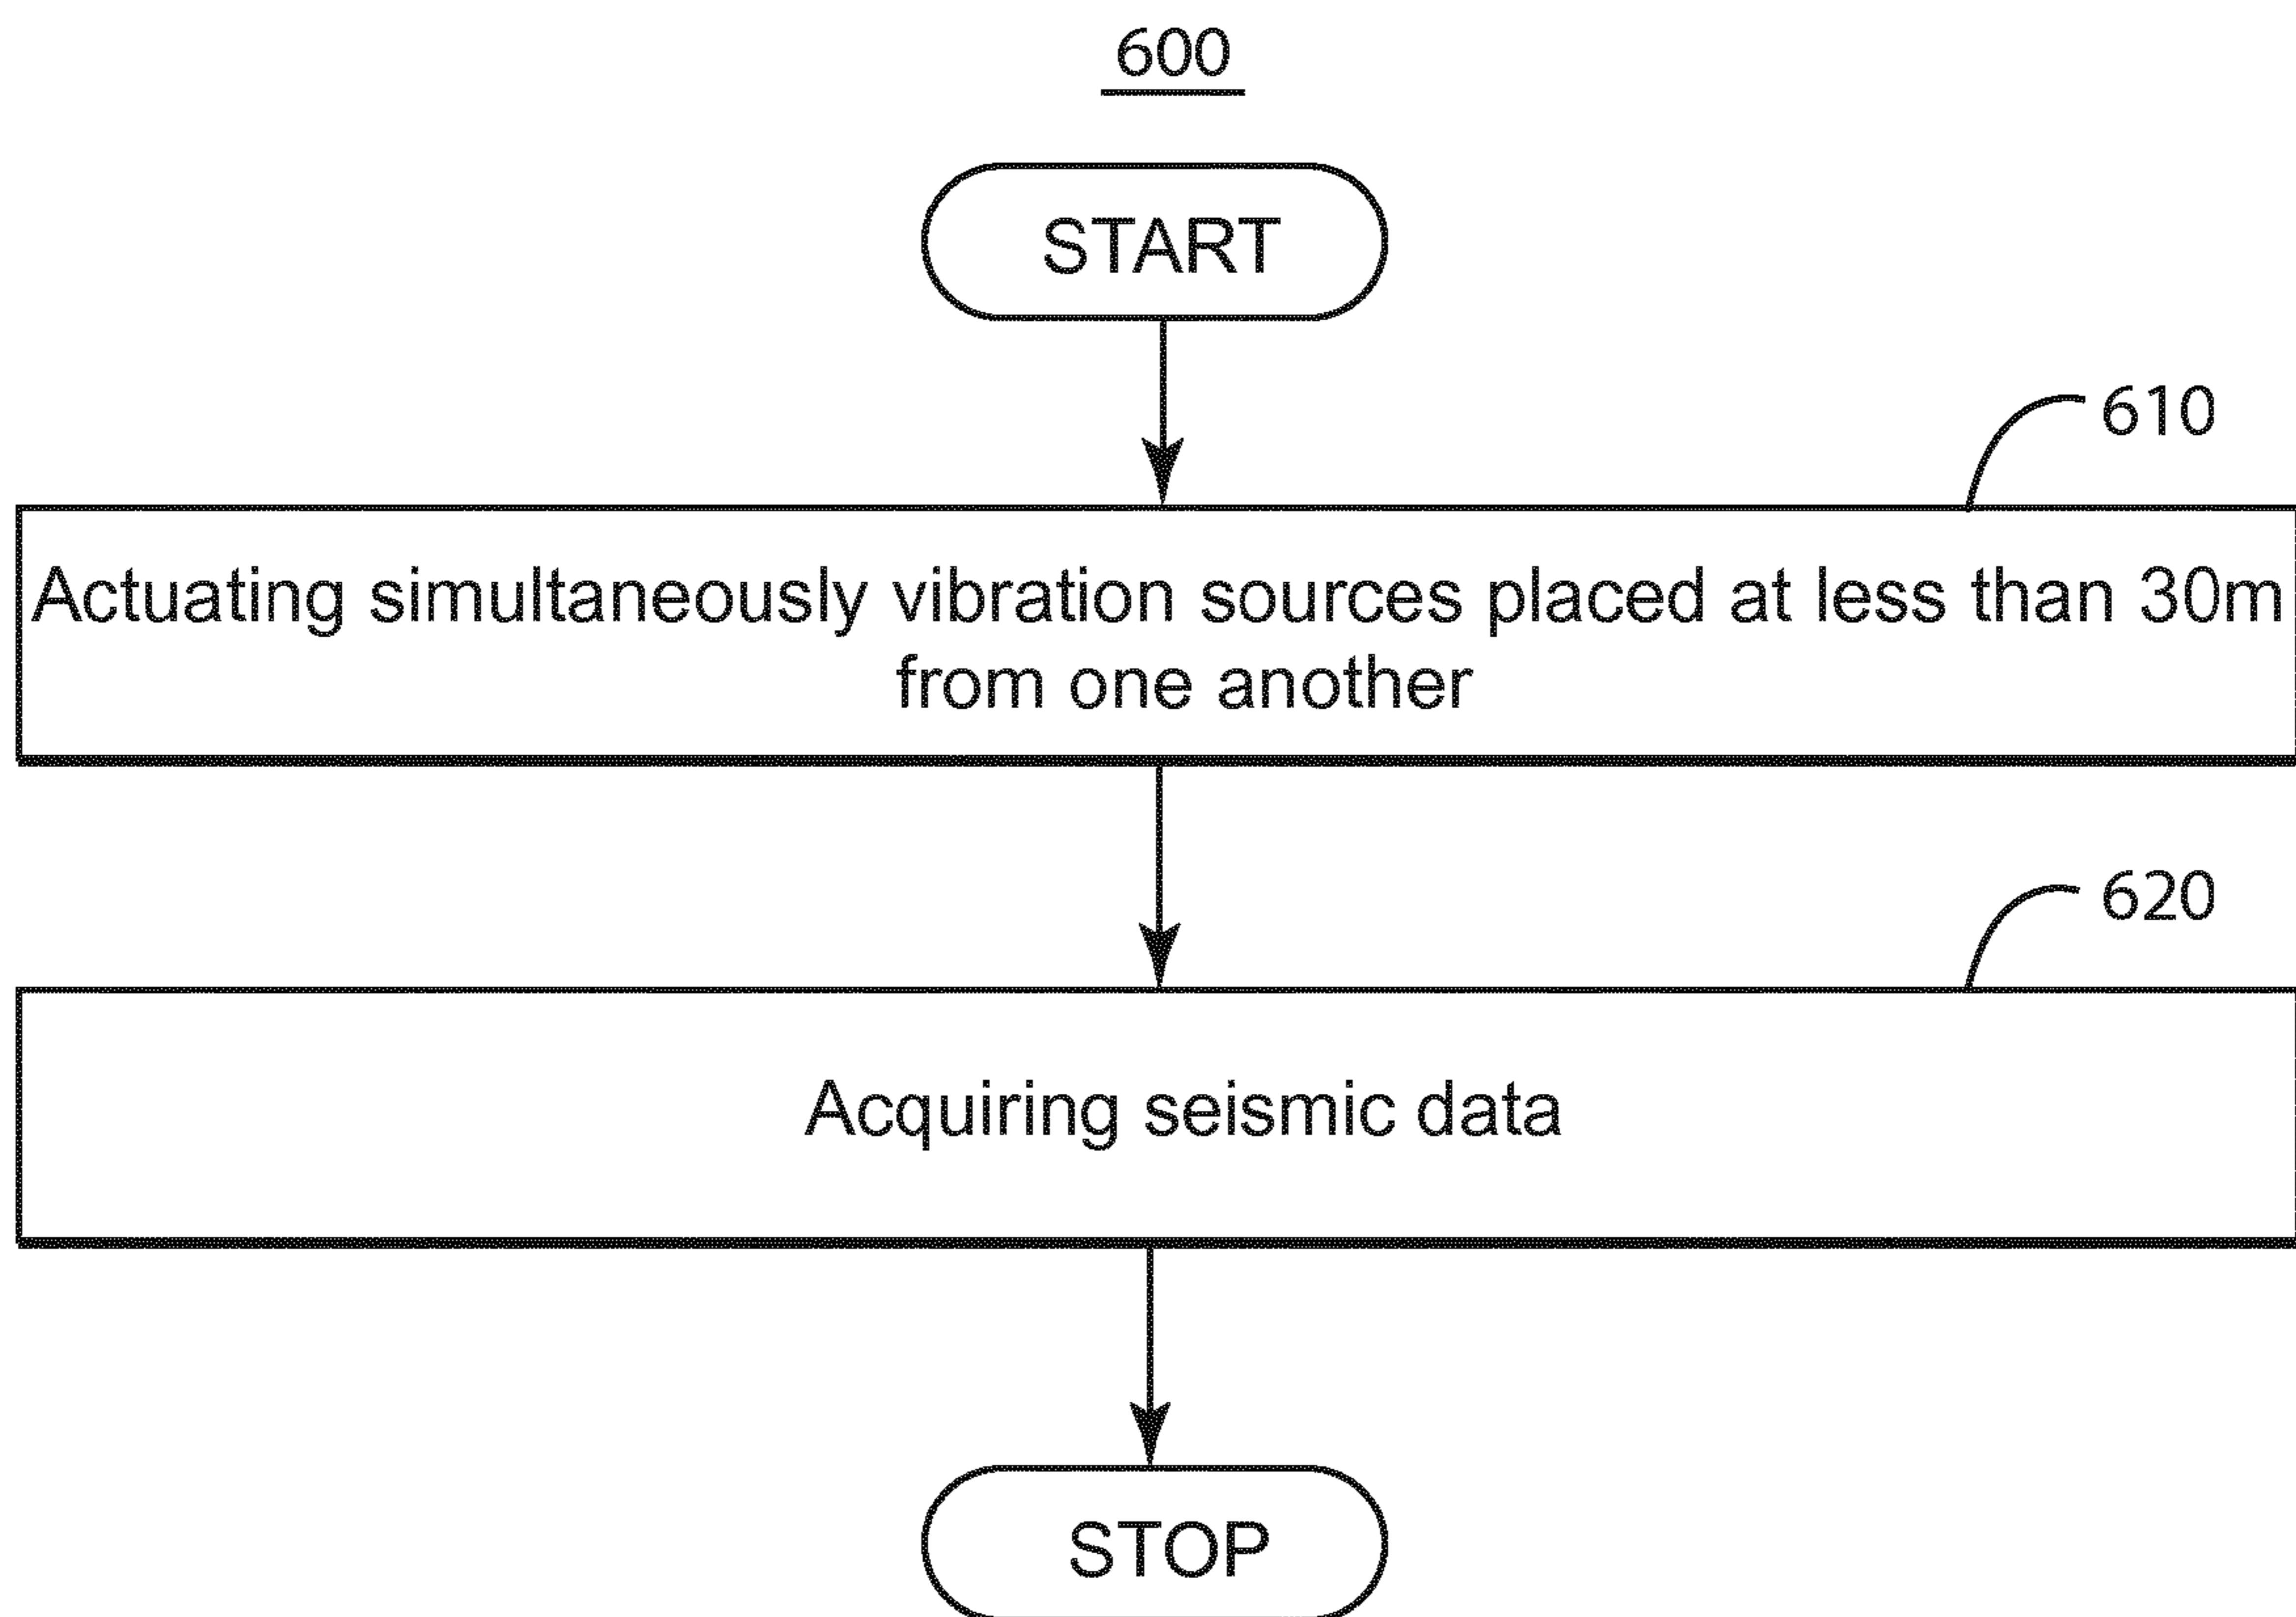 600
START
610
Actuating simultaneously vibration sources placed at less than 30m
from one another
620
Acquiring seismic data
STOP